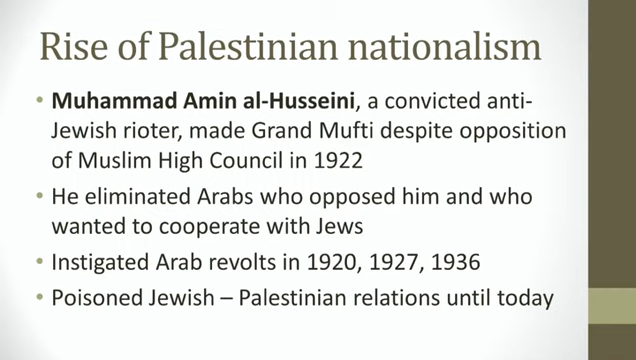 Rise of Palestinian nationalism
• Muhammad Amin al-Husseini, a convicted anti-
Jewish rioter, made Grand Mufti despite opposition
of Muslim High Council in 1922
• He eliminated Arabs who opposed him and who
wanted to cooperate with Jews
• Instigated Arab revolts in 1920, 1927, 1936
• Poisoned Jewish – Palestinian relations until today